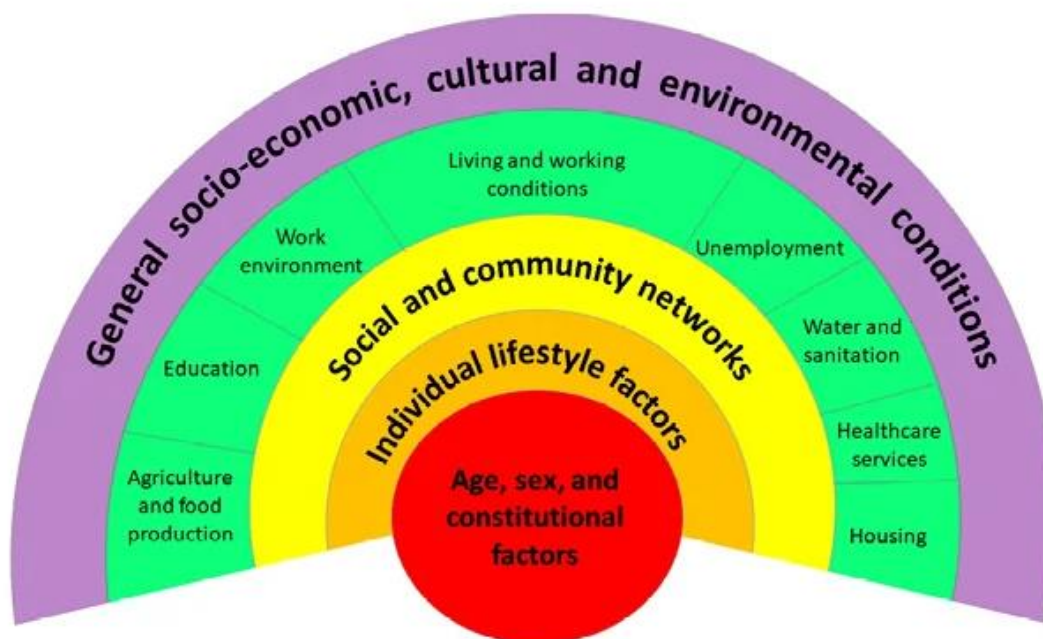 General socio-economic, cultural and environmental conditions
Living and working
conditions
Work
environment
Unemployment
Education
Water and
sanitation
Agriculture
and food
production
Healthcare
services
Housing
Social and community networks
Individual lifestyle factors
Age, sex, and
constitutional
factors